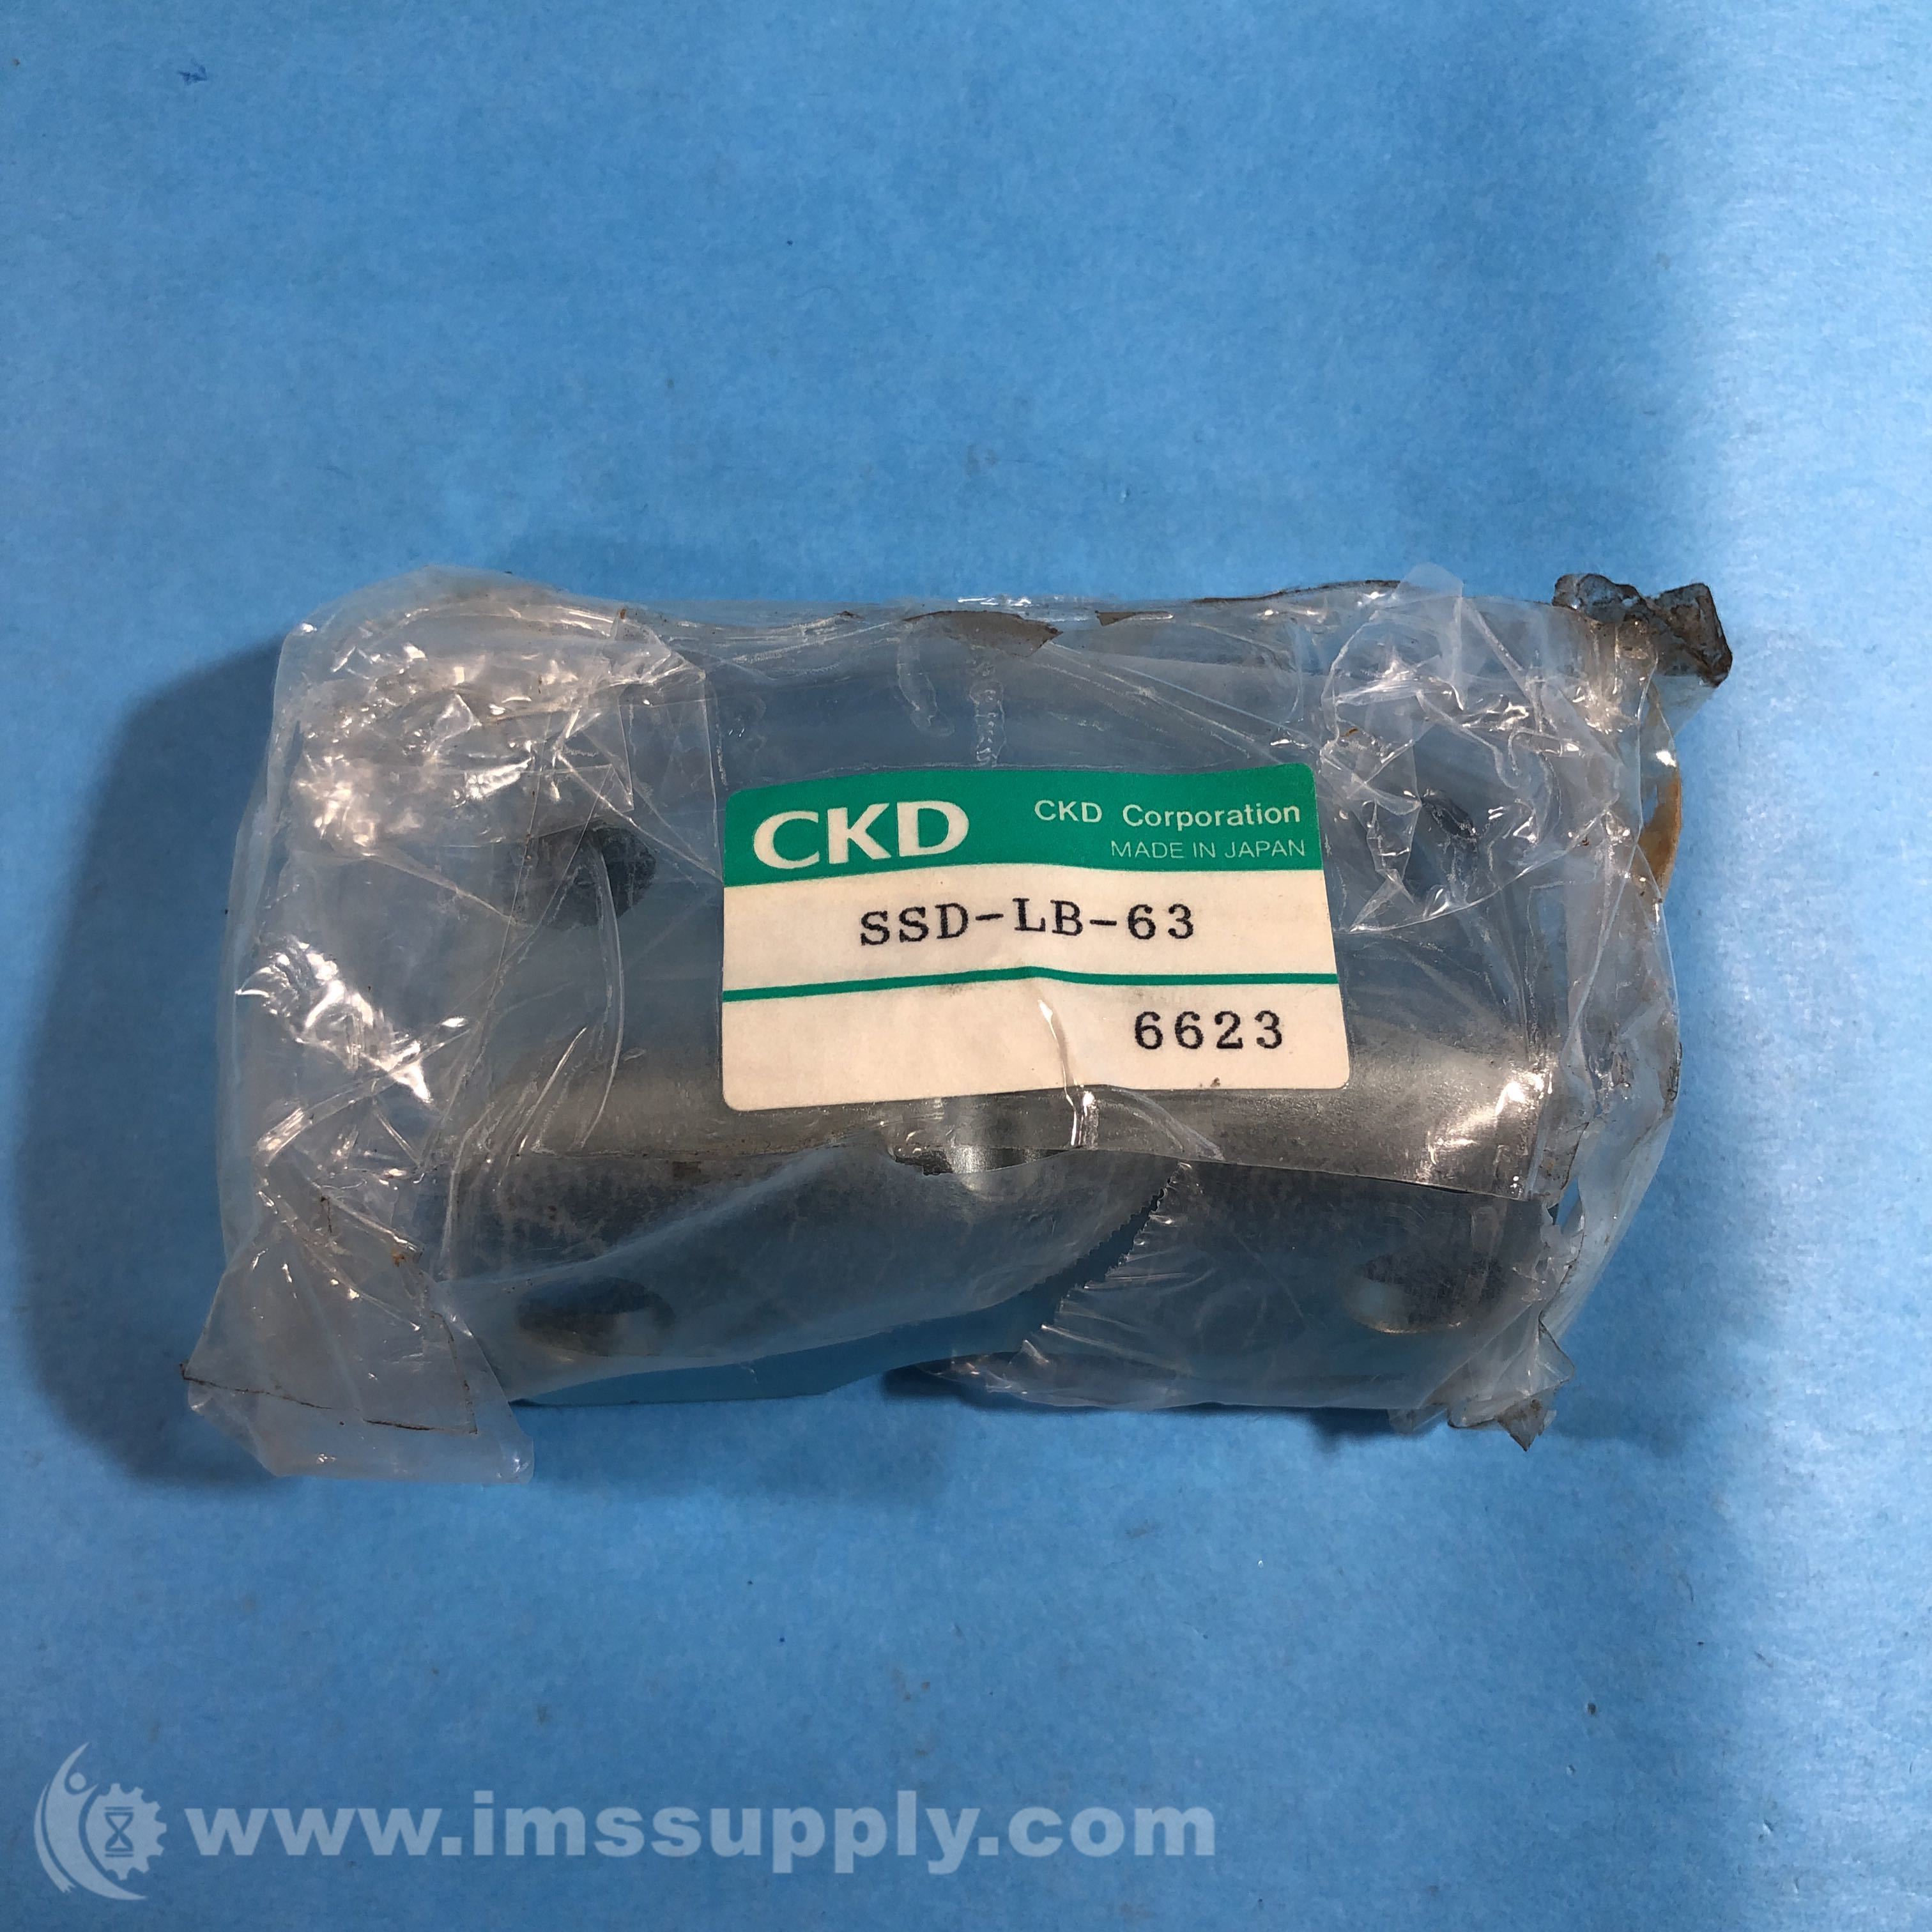 CKD
CKD Corporation
MADE IN JAPAN
SSD-LB-63
6623
www.imssupply.com